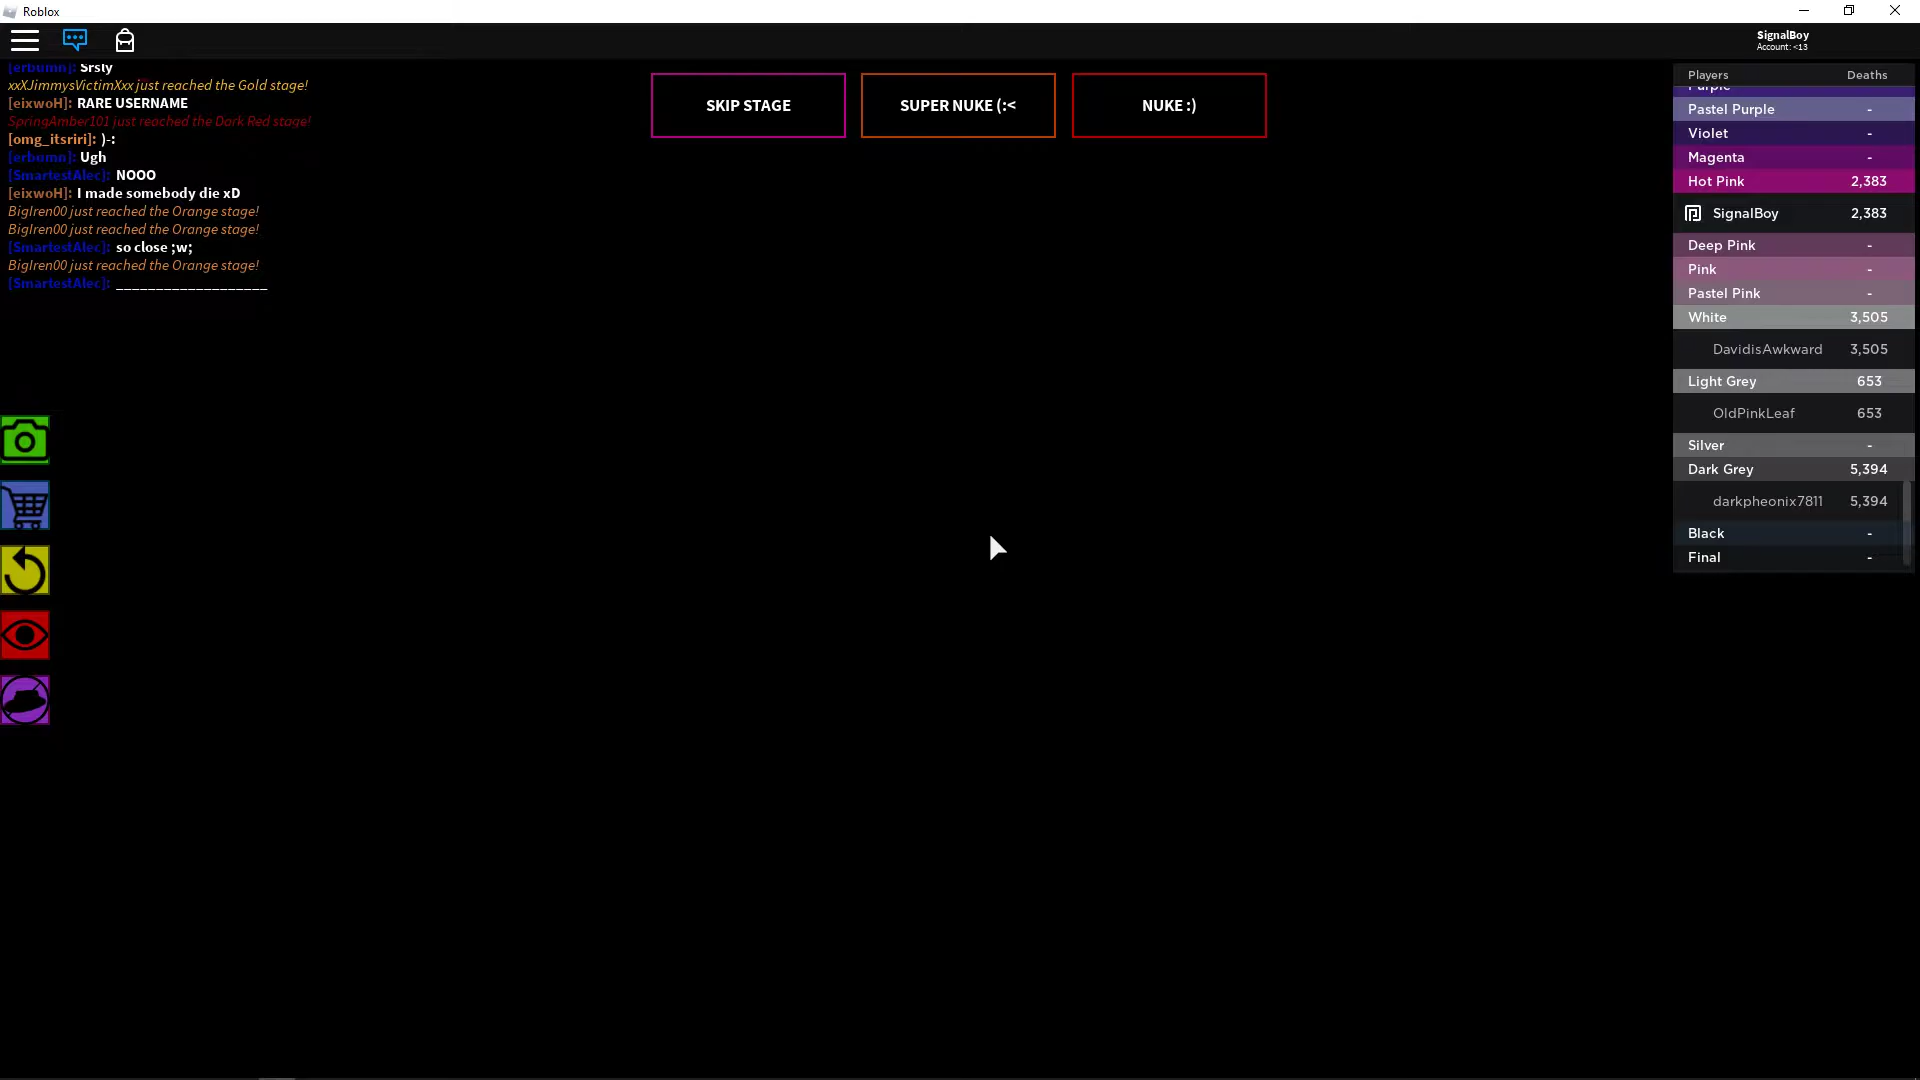 Roblox
SignalBoy
Account: <13
[erbumn]: Srsly
xxXJimmysVictimXxx just reached the Gold stage!
[eixwoH]: RARE USERNAME
SpringAmber101 just reached the Dark Red stage!
[omg_itsriri]: )-:
[erbumn]: Ugh
[SmartestAlec]: NOOO
[eixwoH]: I made somebody die xD
BigIren00 just reached the Orange stage!
BigIren00 just reached the Orange stage!
[SmartestAlec]: so close ;w;
BigIren00 just reached the Orange stage!
[SmartestAlec]: ___________________
SKIP STAGE
SUPER NUKE (:<
NUKE :)
Players Deaths
Purple
Pastel Purple -
Violet -
Magenta -
Hot Pink 2,383
SignalBoy 2,383
Deep Pink -
Pink -
Pastel Pink -
White 3,505
DavidisAwkward 3,505
Light Grey 653
OldPinkLeaf 653
Silver -
Dark Grey 5,394
darkpheonix7811 5,394
Black -
Final -